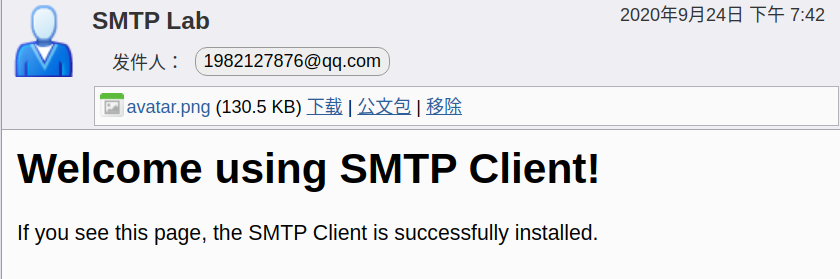 SMTP Lab 2020年9月24日 下午 7:42
发件人： 1982127876@qq.com
avatar.png (130.5 KB) 下载 | 公文包 | 移除
Welcome using SMTP Client!
If you see this page, the SMTP Client is successfully installed.